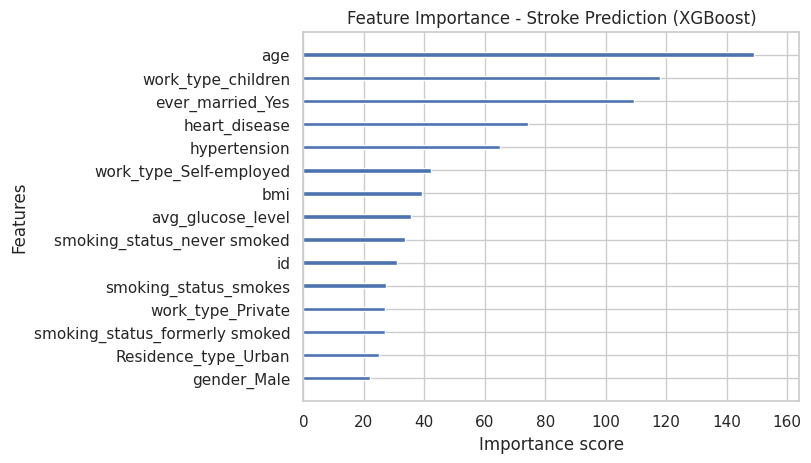 Feature Importance - Stroke Prediction (XGBoost)
age
work_type_children
ever_married_Yes
heart_disease
hypertension
work_type_Self-employed
bmi
avg_glucose_level
smoking_status_never smoked
id
smoking_status_smokes
work_type_Private
smoking_status_formerly smoked
Residence_type_Urban
gender_Male
Features
0 20 40 60 80 100 120 140 160
Importance score